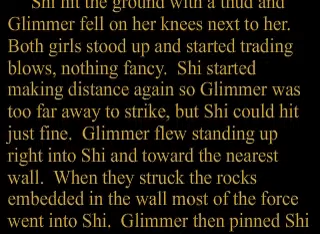 Shi hit the ground with a thud and
Glimmer fell on her knees next to her.
Both girls stood up and started trading
blows, nothing fancy.  Shi started
making distance again so Glimmer was
too far away to strike, but Shi could hit
just fine.  Glimmer flew standing up
right into Shi and toward the nearest
wall.  When they struck the rocks
embedded in the wall most of the force
went into Shi.  Glimmer then pinned Shi